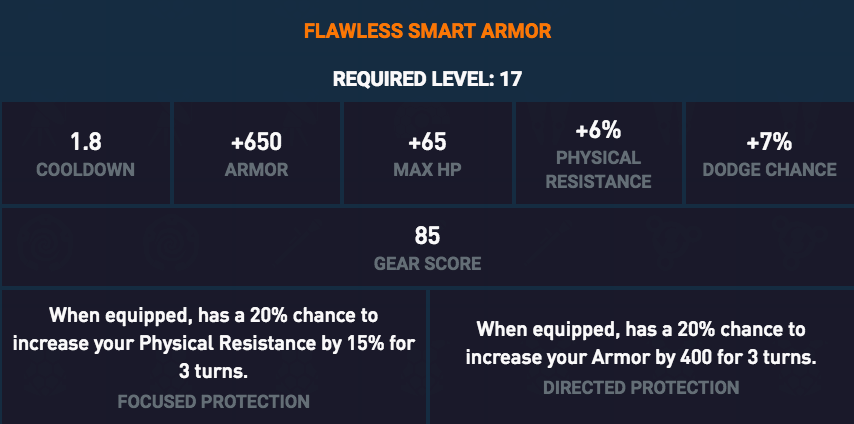 FLAWLESS SMART ARMOR
REQUIRED LEVEL: 17
1.8
COOLDOWN
+650
ARMOR
+65
MAX HP
+6%
PHYSICAL
RESISTANCE
+7%
DODGE CHANCE
85
GEAR SCORE
When equipped, has a 20% chance to
increase your Physical Resistance by 15% for
3 turns.
FOCUSED PROTECTION
When equipped, has a 20% chance to
increase your Armor by 400 for 3 turns.
DIRECTED PROTECTION